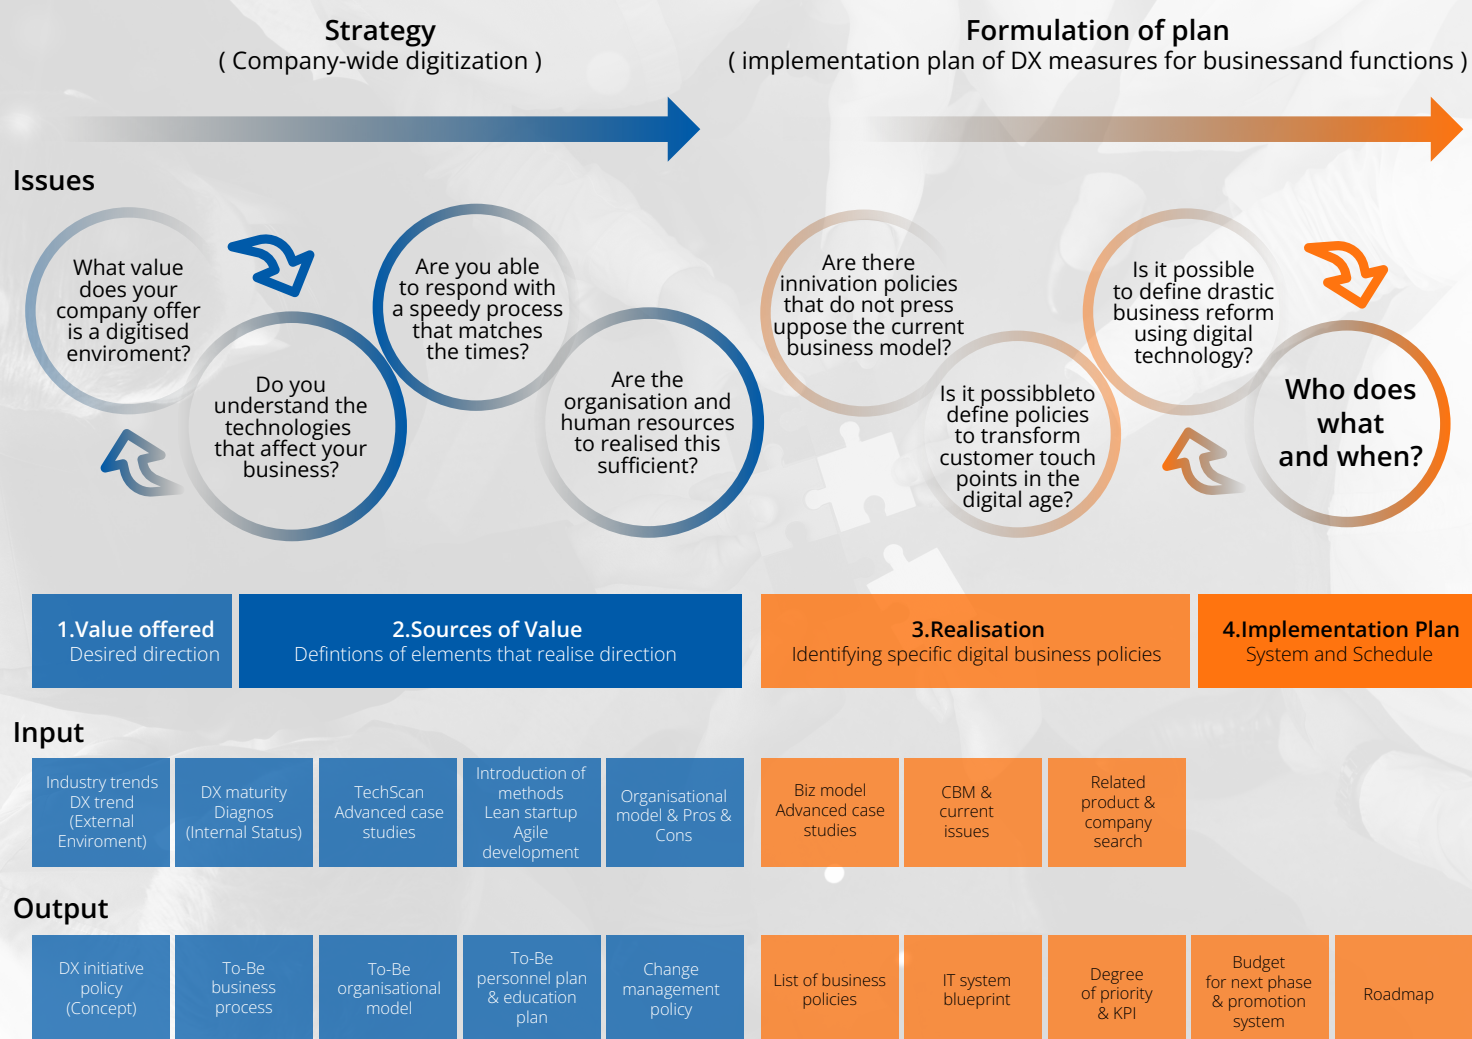 Strategy
( Company-wide digitization )
Formulation of plan
( implementation plan of DX measures for businessand functions )
Issues
What value
does your
company offer
is a digitised
enviroment?
Do you
understand the
technologies
that affect your
business?
Are you able
to respond with
a speedy process
that matches
the times?
Are the
organisation and
human resources
to realised this
sufficient?
Are there
innivation policies
that do not press
uppose the current
business model?
Is it possibbleto
define policies
to transform
customer touch
points in the
digital age?
Is it possible
to define drastic
business reform
using digital
technology?
Who does
what
and when?
1.Value offered
Desired direction
2.Sources of Value
Defintions of elements that realise direction
3.Realisation
Identifying specific digital business policies
4.Implementation Plan
System and Schedule
Input
Industry trends
DX trend
(External
Enviroment)
DX maturity
Diagnos
(Internal Status)
TechScan
Advanced case
studies
Introduction of
methods
Lean startup
Agile
development
Organisational
model & Pros &
Cons
Biz model
Advanced case
studies
CBM &
current
issues
Related
product &
company
search
Output
DX initiative
policy
(Concept)
To-Be
business
process
To-Be
organisational
model
To-Be
personnel plan
& education
plan
Change
management
policy
List of business
policies
IT system
blueprint
Degree
of priority
& KPI
Budget
for next phase
& promotion
system
Roadmap